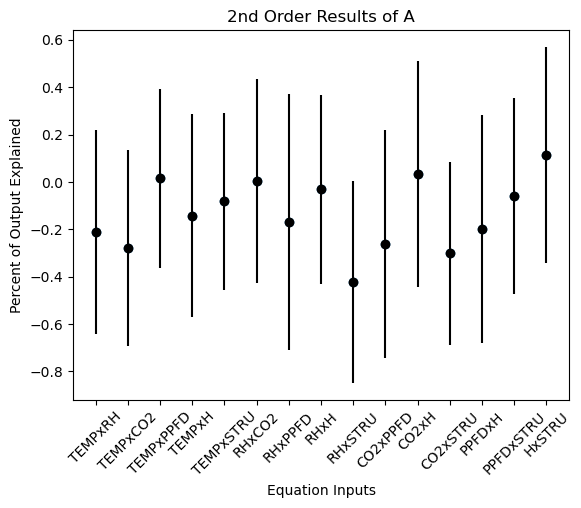 2nd Order Results of A
Percent of Output Explained
0.6
0.4
0.2
0.0
−0.2
−0.4
−0.6
−0.8
TEMPxRH
TEMPxCO2
TEMPxPPFD
TEMPxH
TEMPxSTRU
RHxCO2
RHxPPFD
RHxH
RHxSTRU
CO2xPPFD
CO2xH
CO2xSTRU
PPFDxH
PPFDxSTRU
HxSTRU
Equation Inputs